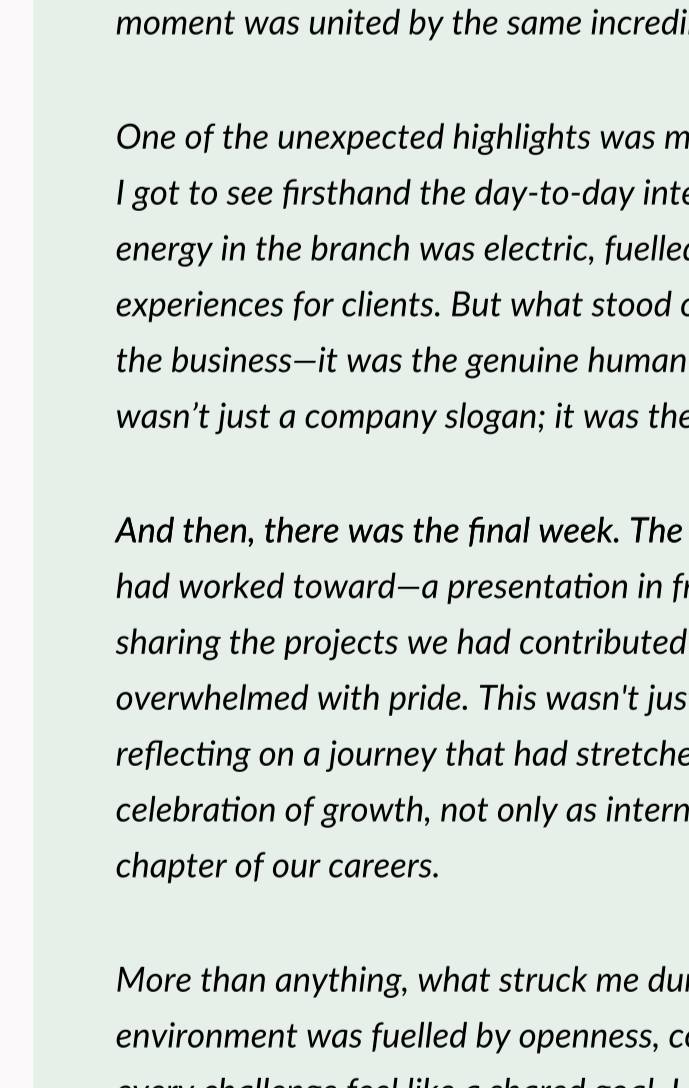 moment was united by the same
One of the unexpected highlights was
I got to see firsthand the day-to-day
energy in the branch was electric,
experiences for clients. But what stood
the business—it was the genuine human
wasn’t just a company slogan; it was the
And then, there was the final week. The
had worked toward—a presentation in
sharing the projects we had contributed
overwhelmed with pride. This wasn't
reflecting on a journey that had
celebration of growth, not only as
chapter of our careers.
More than anything, what struck me
environment was fuelled by openness,